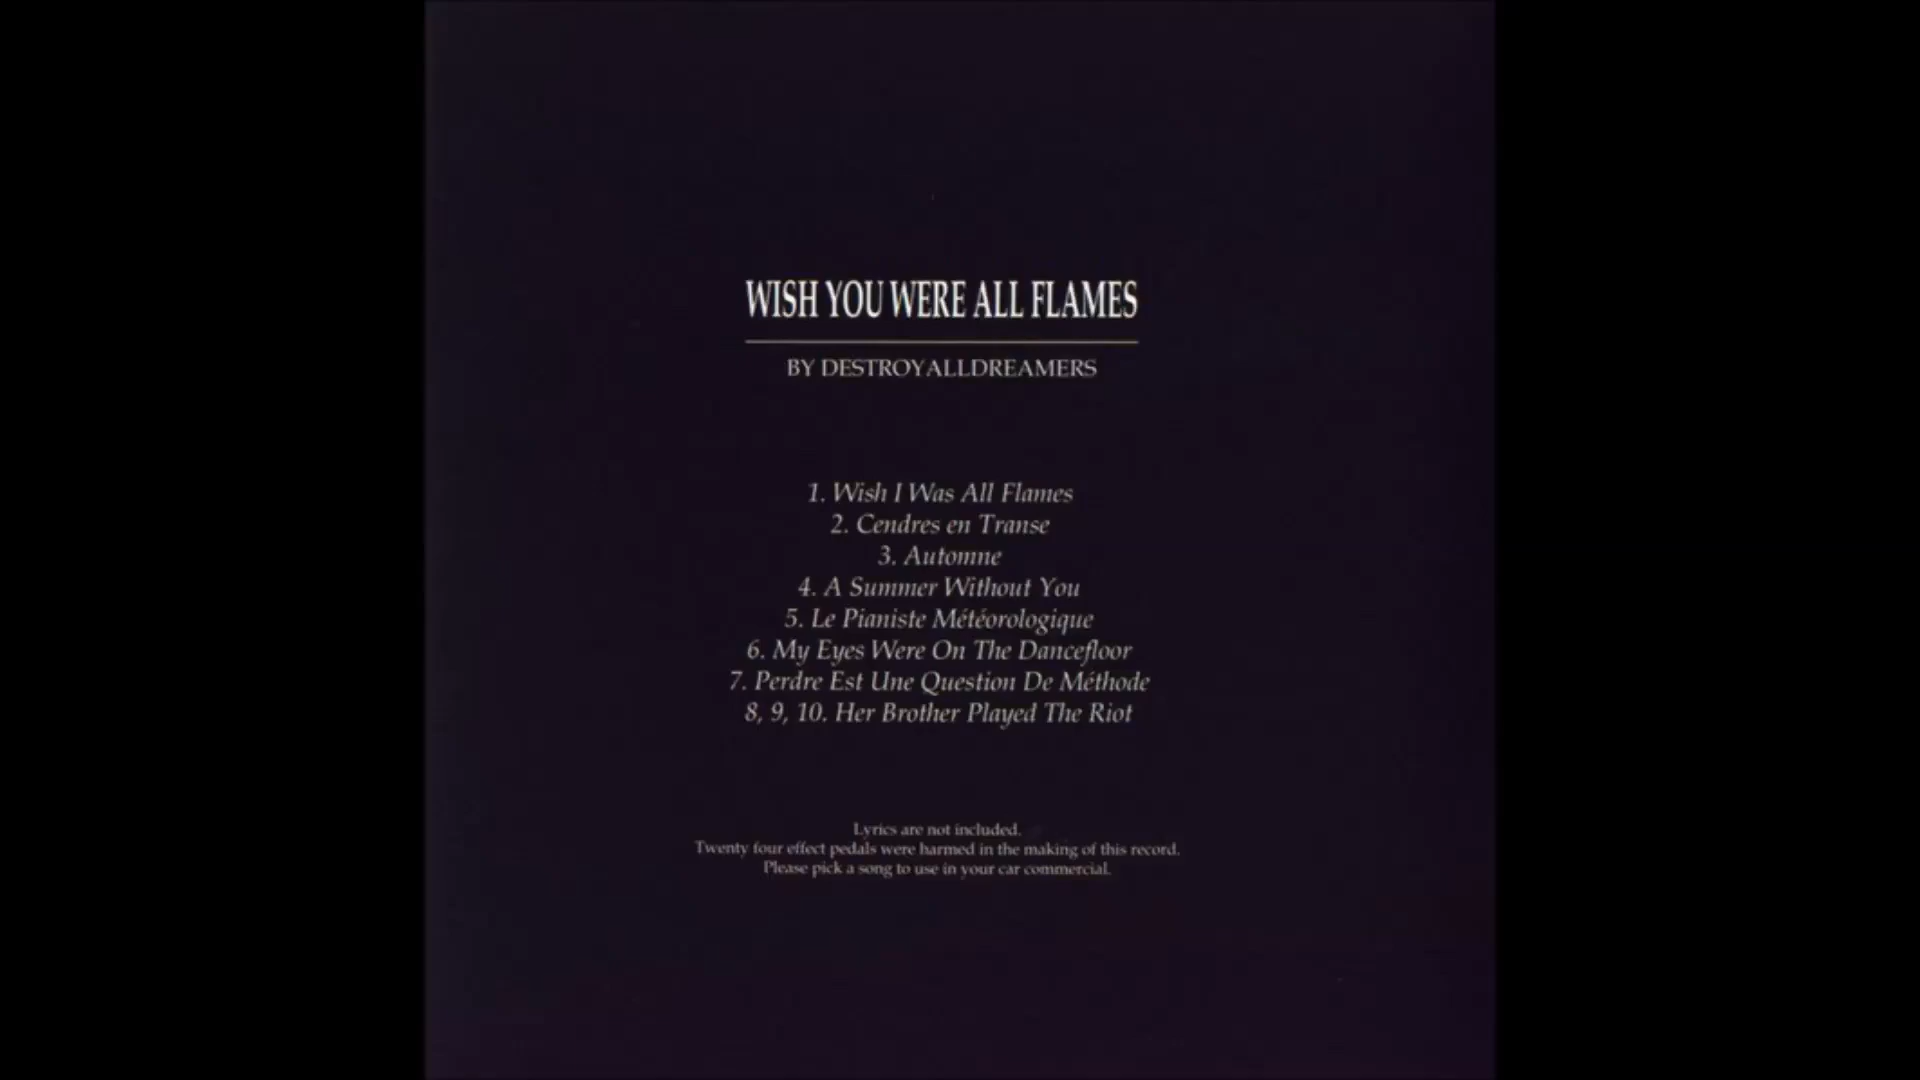 WISH YOU WERE ALL FLAMES
BY DESTROYALLDREAMERS
1. Wish I Was All Flames
2. Cendres en Transe
3. Automne
4. A Summer Without You
5. Le Pianiste Météorologique
6. My Eyes Were On The Dancefloor
7. Perdre Est Une Question De Méthode
8, 9, 10. Her Brother Played The Riot
Lyrics are not included.
Twenty four effect pedals were harmed in the making of this record.
Please pick a song to use in your car commercial.